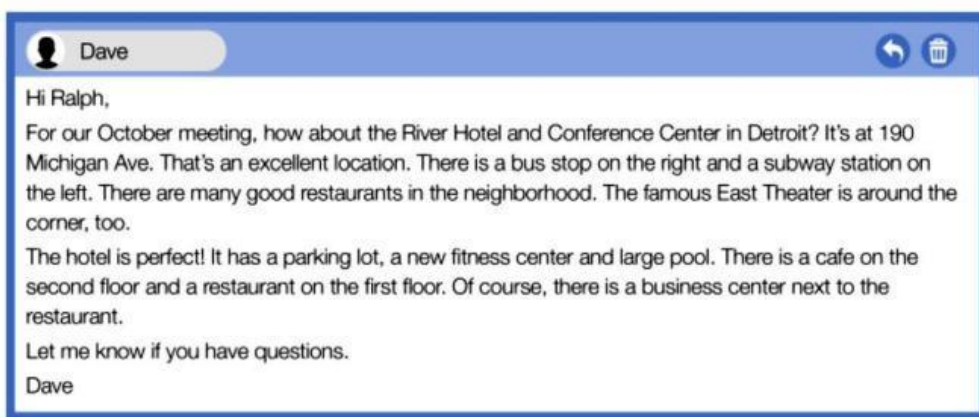 Dave
Hi Ralph,
For our October meeting, how about the River Hotel and Conference Center in Detroit? It's at 190
Michigan Ave. That's an excellent location. There is a bus stop on the right and a subway station on
the left. There are many good restaurants in the neighborhood. The famous East Theater is around the
corner, too.
The hotel is perfect! It has a parking lot, a new fitness center and large pool. There is a cafe on the
second floor and a restaurant on the first floor. Of course, there is a business center next to the
restaurant.
Let me know if you have questions.
Dave